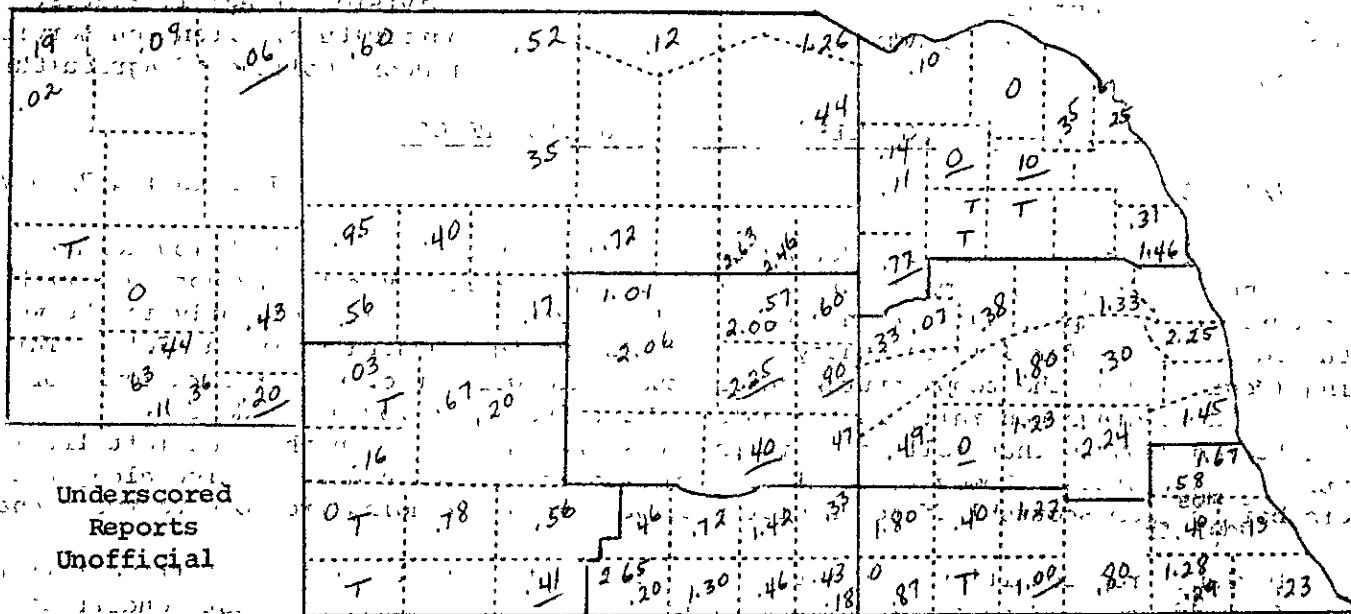 .19 .09 .06 .60 .52 .12 1.26 .10
.02 0
.44 .35 .25
.35 .14 0 10
.11
T T
.95 .40 .72 2.63 2.46 T .31
T .77 1.46
0 .56 .17 1.01 .57 .60
.43 2.00 .33 .07 .38 1.33
.44 2.06 2.25
.63 .36 .03 2.25 .90 1.80 .30
.11 .20 T .67 .20
1.45
.16 .40 .47 .49 0 1.23 2.24
1.67
Underscored .58
Reports 0 T .78 .56 .46 .72 1.42 .37 1.80 .40 1.22 .49 .13
Unofficial
T .41 2.65 1.30 .46 .43 0 .87 T 1.00 .80 1.28 .23
.20 .18 .29